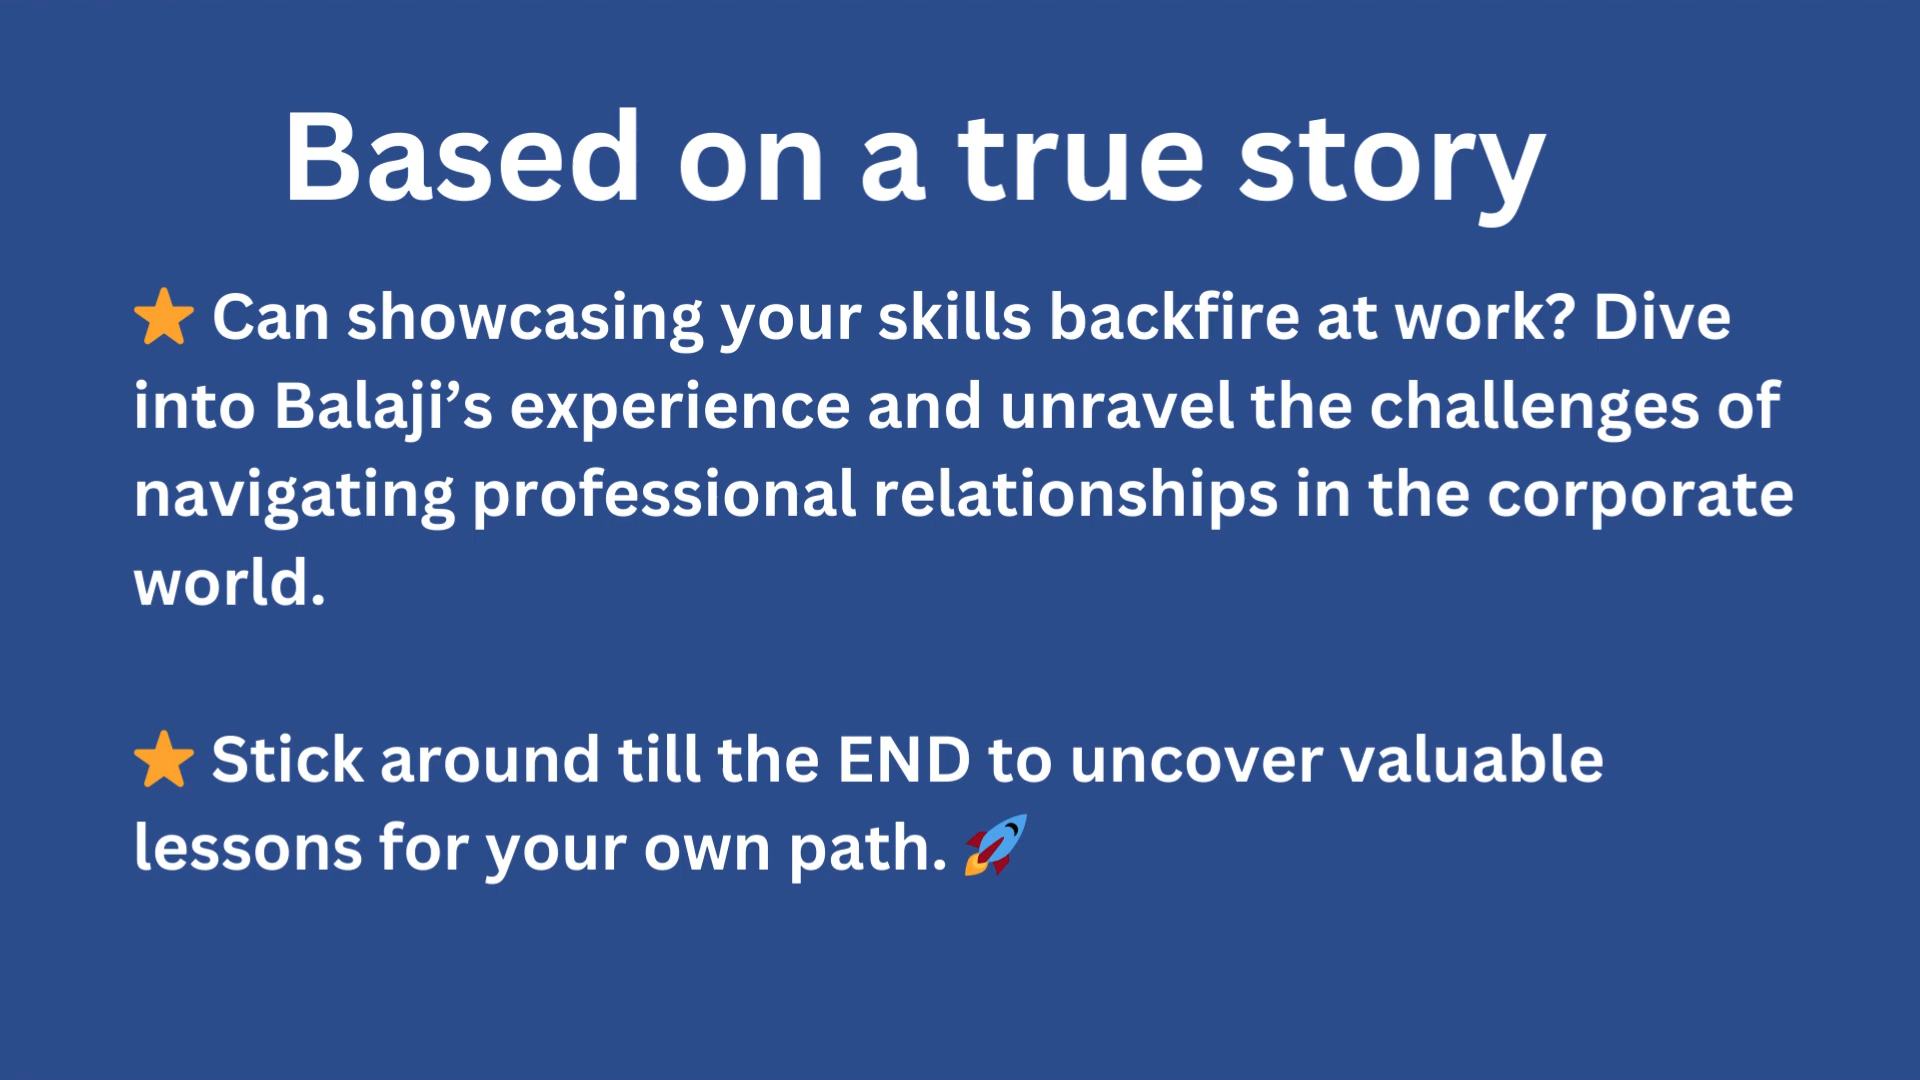 Based on a true story
⭐ Can showcasing your skills backfire at work? Dive
into Balaji’s experience and unravel the challenges of
navigating professional relationships in the corporate
world.
⭐ Stick around till the END to uncover valuable
lessons for your own path. 🚀